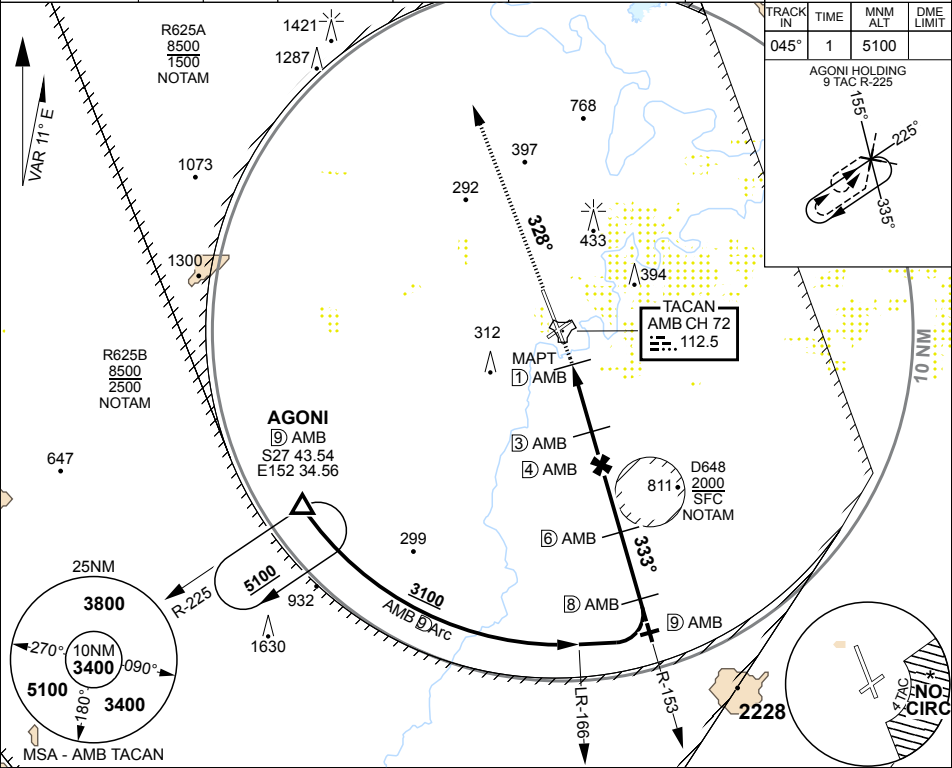 R625A
8500
1500
NOTAM
1421
1287
VAR 11° E
1073
768
397
292
328°
433
394
1300
TRACK IN
TIME
MNM ALT
DME LIMIT
045°
1
5100
AGONI HOLDING
9 TAC R-225
155°
225°
335°
TACAN
AMB CH 72
112.5
312
MAPT
1 AMB
10 NM
R625B
8500
2500
NOTAM
AGONI
9 AMB
S27 43.54
E152 34.56
3 AMB
4 AMB
647
811
D648
2000
SFC
NOTAM
299
6 AMB
333°
R-225
5100
932
3100
AMB 9 Arc
8 AMB
9 AMB
1630
25NM
3800
270°
10NM
3400
090°
5100
180°
3400
MSA - AMB TACAN
LR-166
R-153
2228
4 TAC
*
NO
CIRC